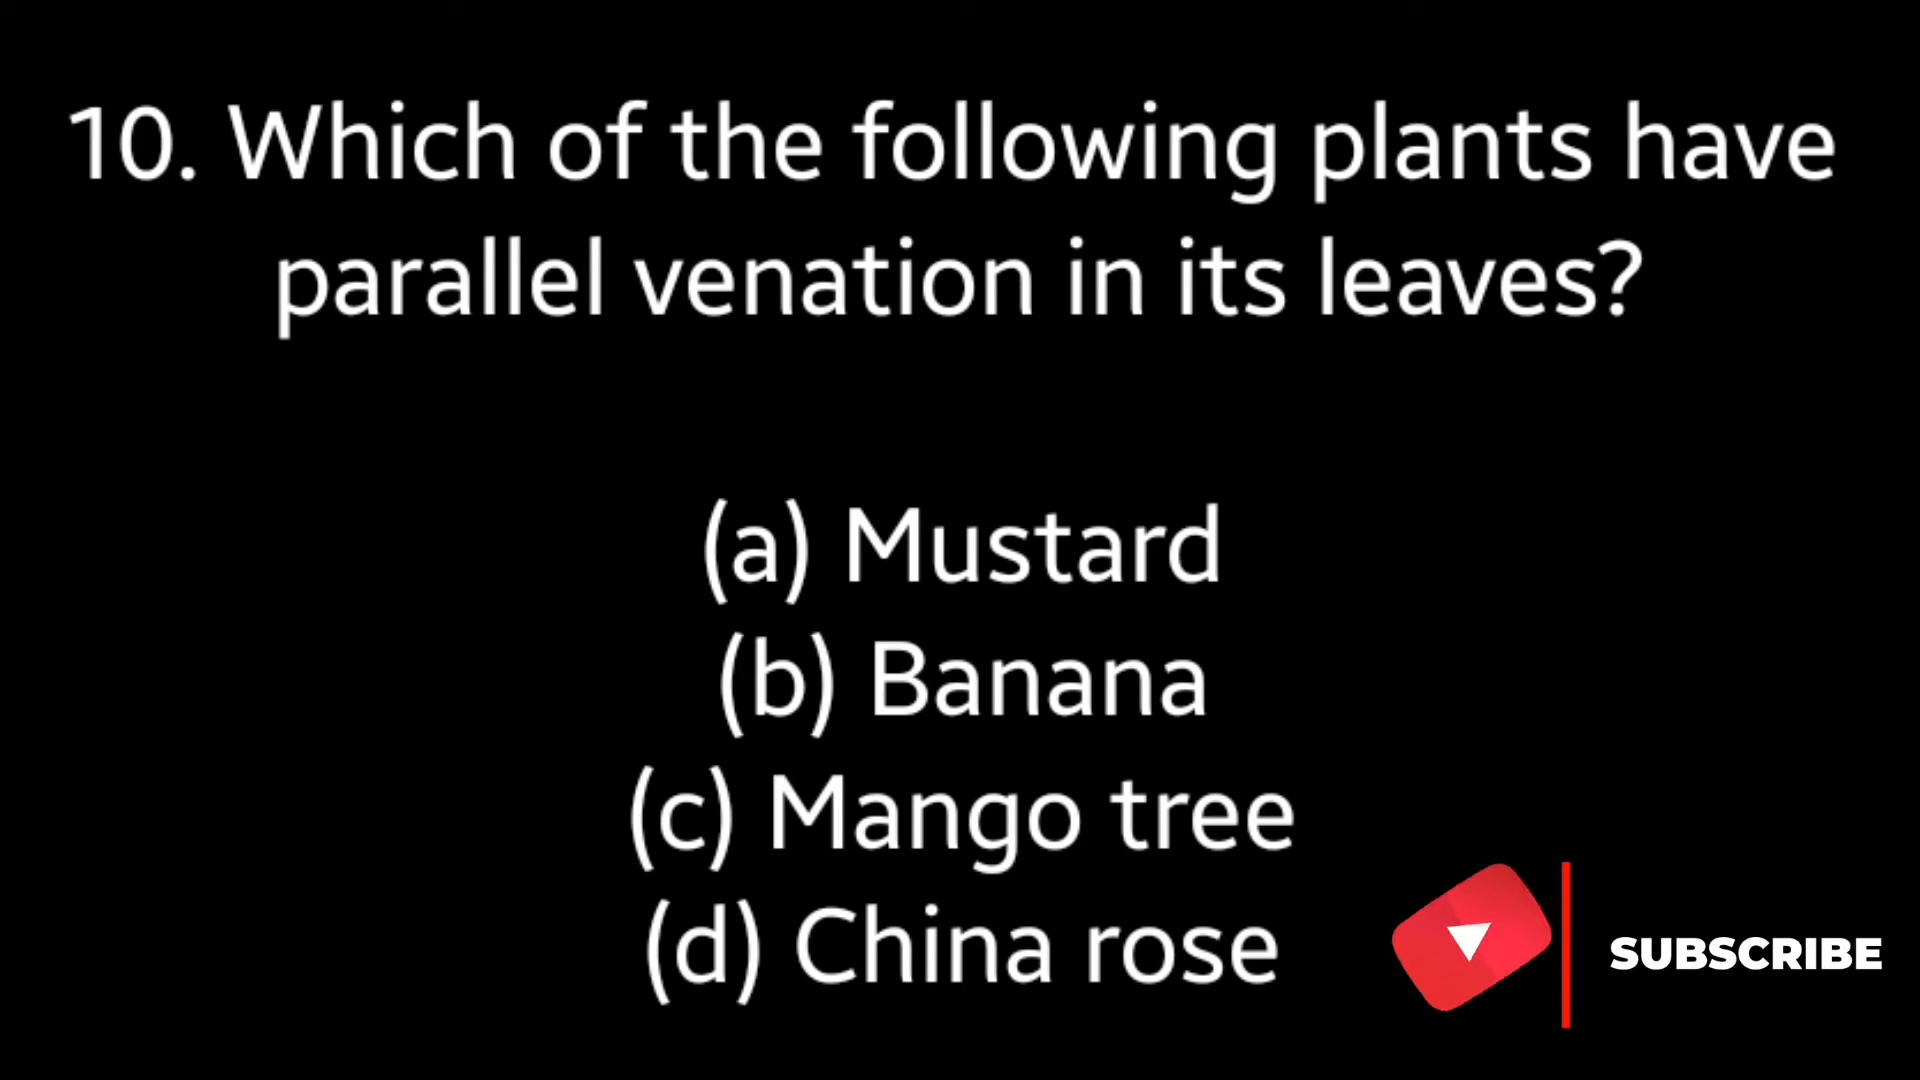 10. Which of the following plants have
parallel venation in its leaves?
(a) Mustard
(b) Banana
(c) Mango tree
(d) China rose
SUBSCRIBE